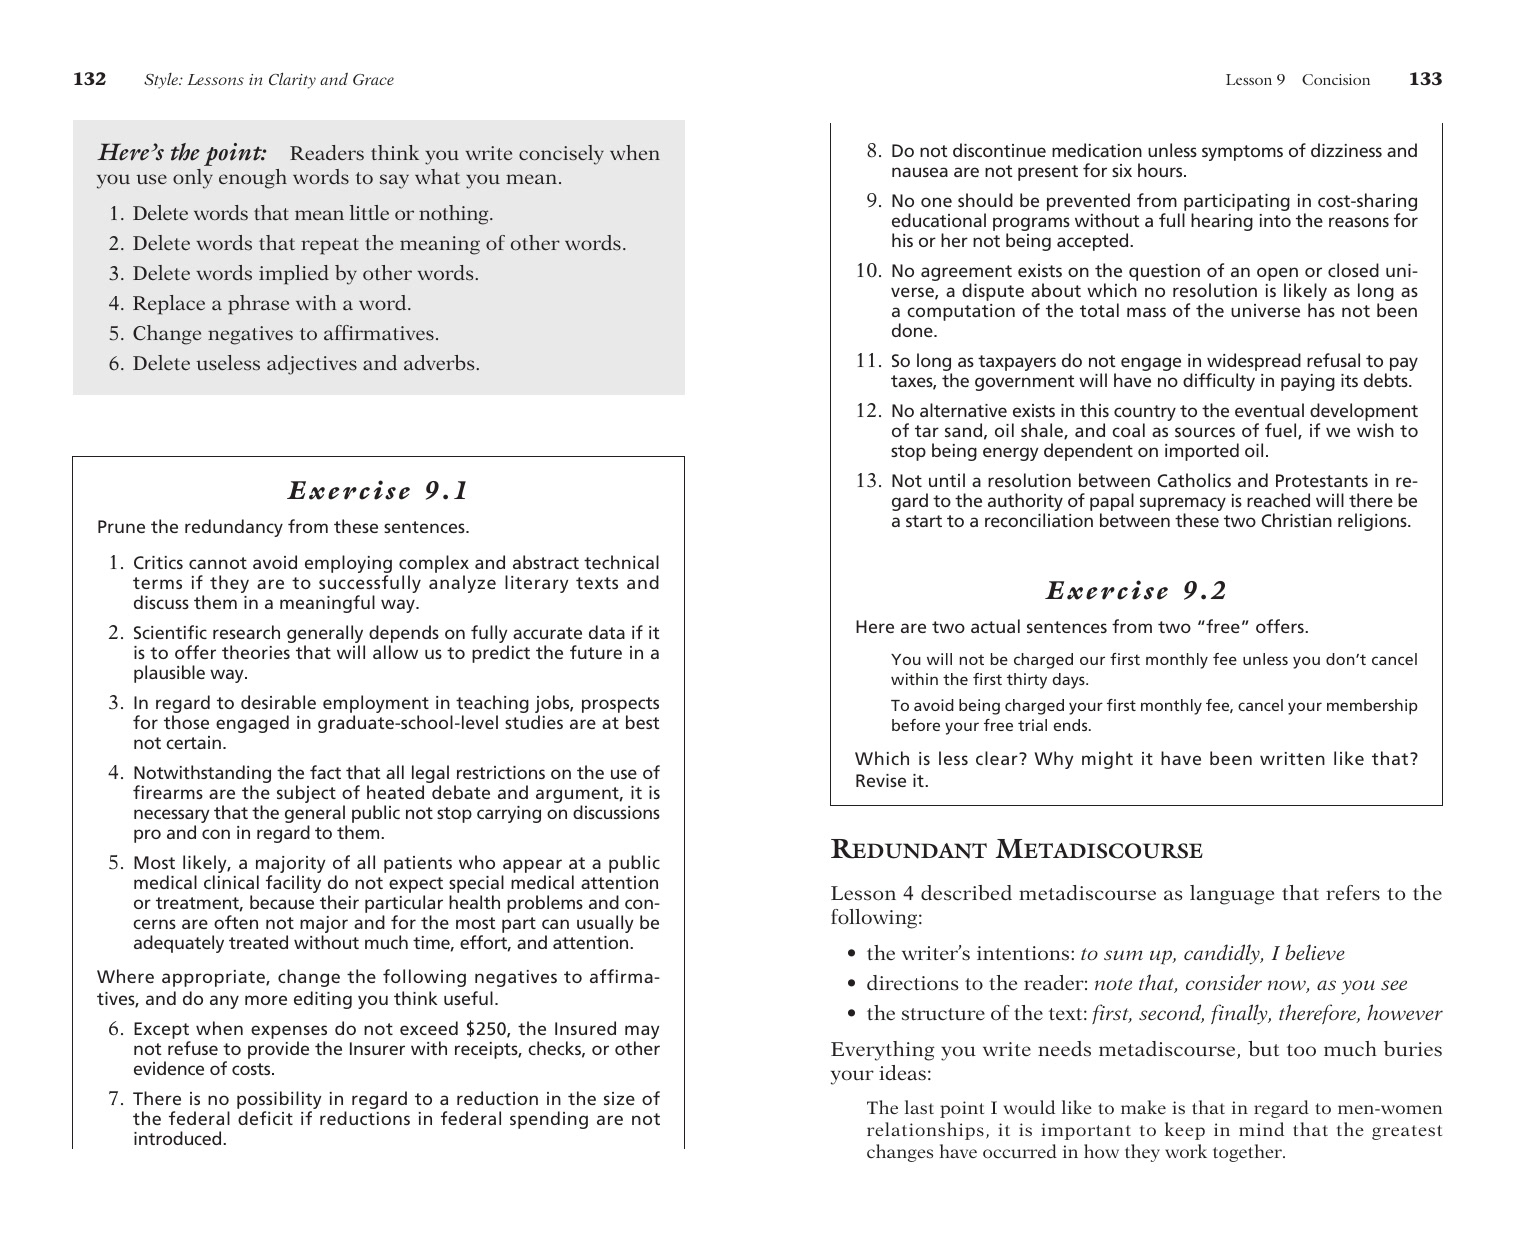 132 Style: Lessons in Clarity and Grace
Here's the point: Readers think you write concisely when
you use only enough words to say what you mean.
1. Delete words that mean little or nothing.
2. Delete words that repeat the meaning of other words.
3. Delete words implied by other words.
4. Replace a phrase with a word.
5. Change negatives to affirmatives.
6. Delete useless adjectives and adverbs.
Exercise 9.1
Prune the redundancy from these sentences.
1. Critics cannot avoid employing complex and abstract technical
terms if they are to successfully analyze literary texts and
discuss them in a meaningful way.
2. Scientific research generally depends on fully accurate data if it
is to offer theories that will allow us to predict the future in a
plausible way.
3. In regard to desirable employment in teaching jobs, prospects
for those engaged in graduate-school-level studies are at best
not certain.
4. Notwithstanding the fact that all legal restrictions on the use of
firearms are the subject of heated debate and argument, it is
necessary that the general public not stop carrying on discussions
pro and con in regard to them.
5. Most likely, a majority of all patients who appear at a public
medical clinical facility do not expect special medical attention
or treatment, because their particular health problems and con-
cerns are often not major and for the most part can usually be
adequately treated without much time, effort, and attention.
Where appropriate, change the following negatives to affirma-
tives, and do any more editing you think useful.
6. Except when expenses do not exceed $250, the Insured may
not refuse to provide the Insurer with receipts, checks, or other
evidence of costs.
7. There is no possibility in regard to a reduction in the size of
the federal deficit if reductions in federal spending are not
introduced.
Lesson 9 Concision 133
8. Do not discontinue medication unless symptoms of dizziness and
nausea are not present for six hours.
9. No one should be prevented from participating in cost-sharing
educational programs without a full hearing into the reasons for
his or her not being accepted.
10. No agreement exists on the question of an open or closed uni-
verse, a dispute about which no resolution is likely as long as
a computation of the total mass of the universe has not been
done.
11. So long as taxpayers do not engage in widespread refusal to pay
taxes, the government will have no difficulty in paying its debts.
12. No alternative exists in this country to the eventual development
of tar sand, oil shale, and coal as sources of fuel, if we wish to
stop being energy dependent on imported oil.
13. Not until a resolution between Catholics and Protestants in re-
gard to the authority of papal supremacy is reached will there be
a start to a reconciliation between these two Christian religions.
Exercise 9.2
Here are two actual sentences from two “free” offers.
You will not be charged our first monthly fee unless you don't cancel
within the first thirty days.
To avoid being charged your first monthly fee, cancel your membership
before your free trial ends.
Which is less clear? Why might it have been written like that?
Revise it.
REDUNDANT METADISCOURSE
Lesson 4 described metadiscourse as language that refers to the
following:
• the writer's intentions: to sum up, candidly, I believe
• directions to the reader: note that, consider now, as you see
• the structure of the text: first, second, finally, therefore, however
Everything you write needs metadiscourse, but too much buries
your ideas:
The last point I would like to make is that in regard to men-women
relationships, it is important to keep in mind that the greatest
changes have occurred in how they work together.